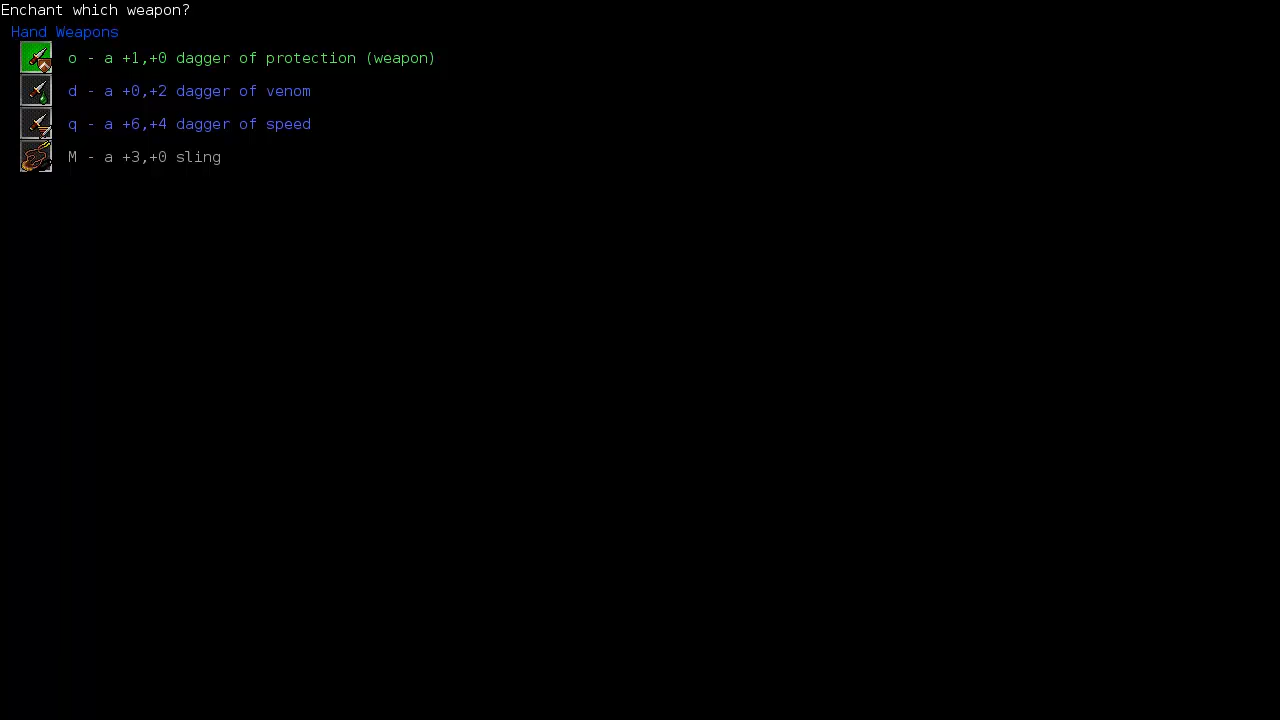 Enchant which weapon?
Hand Weapons
o - a +1,+0 dagger of protection (weapon)
d - a +0,+2 dagger of venom
q - a +6,+4 dagger of speed
M - a +3,+0 sling